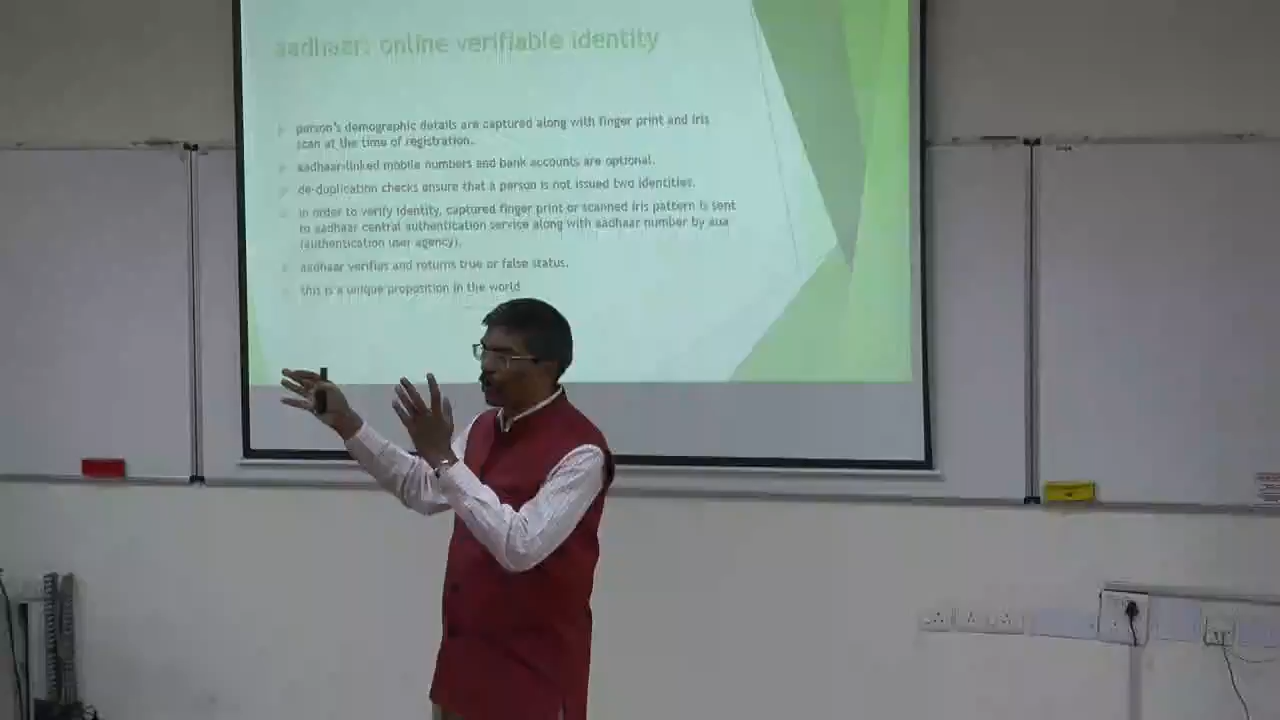 aadhaar: online verifiable identity
person's demographic details are captured along with finger print and iris
scan at the time of registration.
aadhaar-linked mobile numbers and bank accounts are optional.
de-duplication checks ensure that a person is not issued two identities.
in order to verify identity, captured finger print or scanned iris pattern is sent
to aadhaar central authentication service along with aadhaar number by aua
(authentication user agency).
aadhaar verifies and returns true or false status.
this is a unique proposition in the world